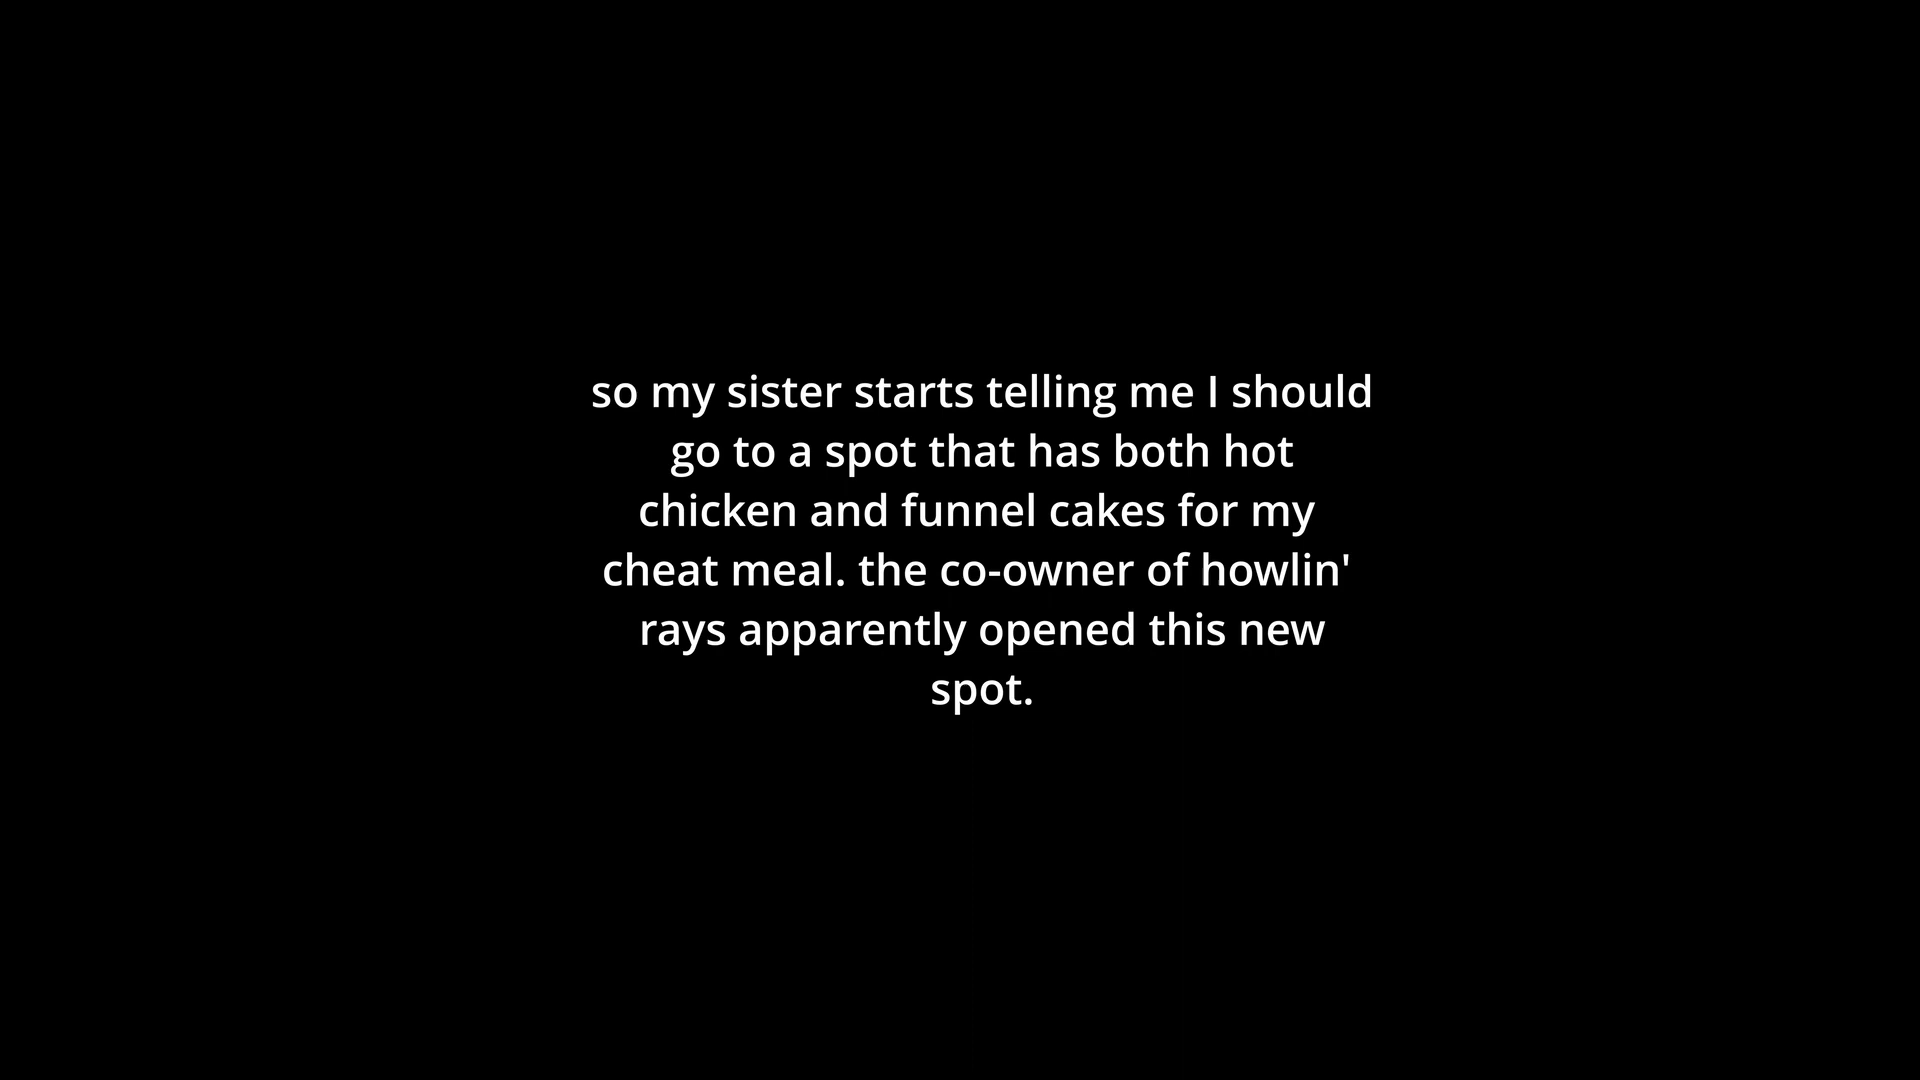 so my sister starts telling me I should
go to a spot that has both hot
chicken and funnel cakes for my
cheat meal. the co-owner of howlin'
rays apparently opened this new
spot.